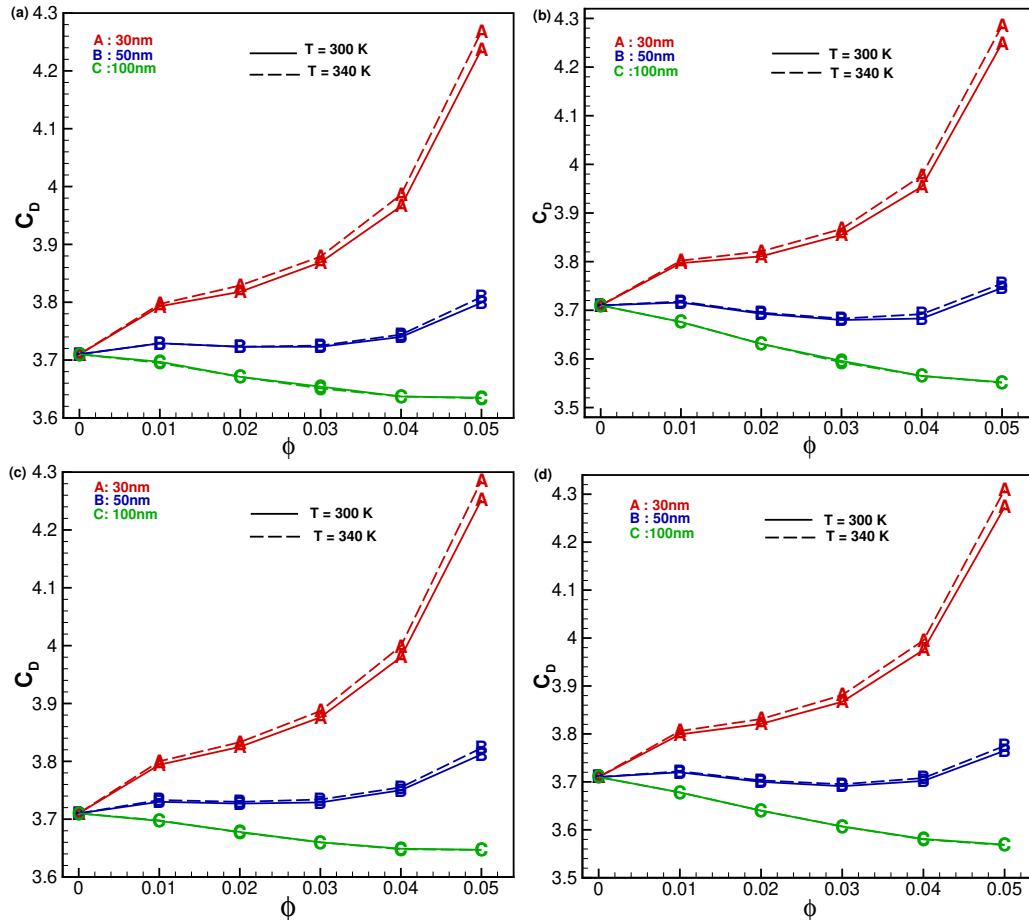 (a)
4.3
4.2
4.1
4
3.9
3.8
3.7
3.6
C_D
A : 30nm
B : 50nm
C :100nm
T = 300 K
T = 340 K
A
B
C
0
0.01
0.02
0.03
0.04
0.05
ϕ
(b)
4.3
4.2
4.1
4
3.9
3.8
3.7
3.6
3.5
C_D
A : 30nm
B : 50nm
C :100nm
T = 300 K
T = 340 K
A
B
C
0
0.01
0.02
0.03
0.04
0.05
ϕ
(c)
4.3
4.2
4.1
4
3.9
3.8
3.7
3.6
C_D
A: 30nm
B: 50nm
C: 100nm
T = 300 K
T = 340 K
A
B
C
0
0.01
0.02
0.03
0.04
0.05
ϕ
(d)
4.3
4.2
4.1
4
3.9
3.8
3.7
3.6
3.5
C_D
A : 30nm
B : 50nm
C :100nm
T = 300 K
T = 340 K
A
B
C
0
0.01
0.02
0.03
0.04
0.05
ϕ